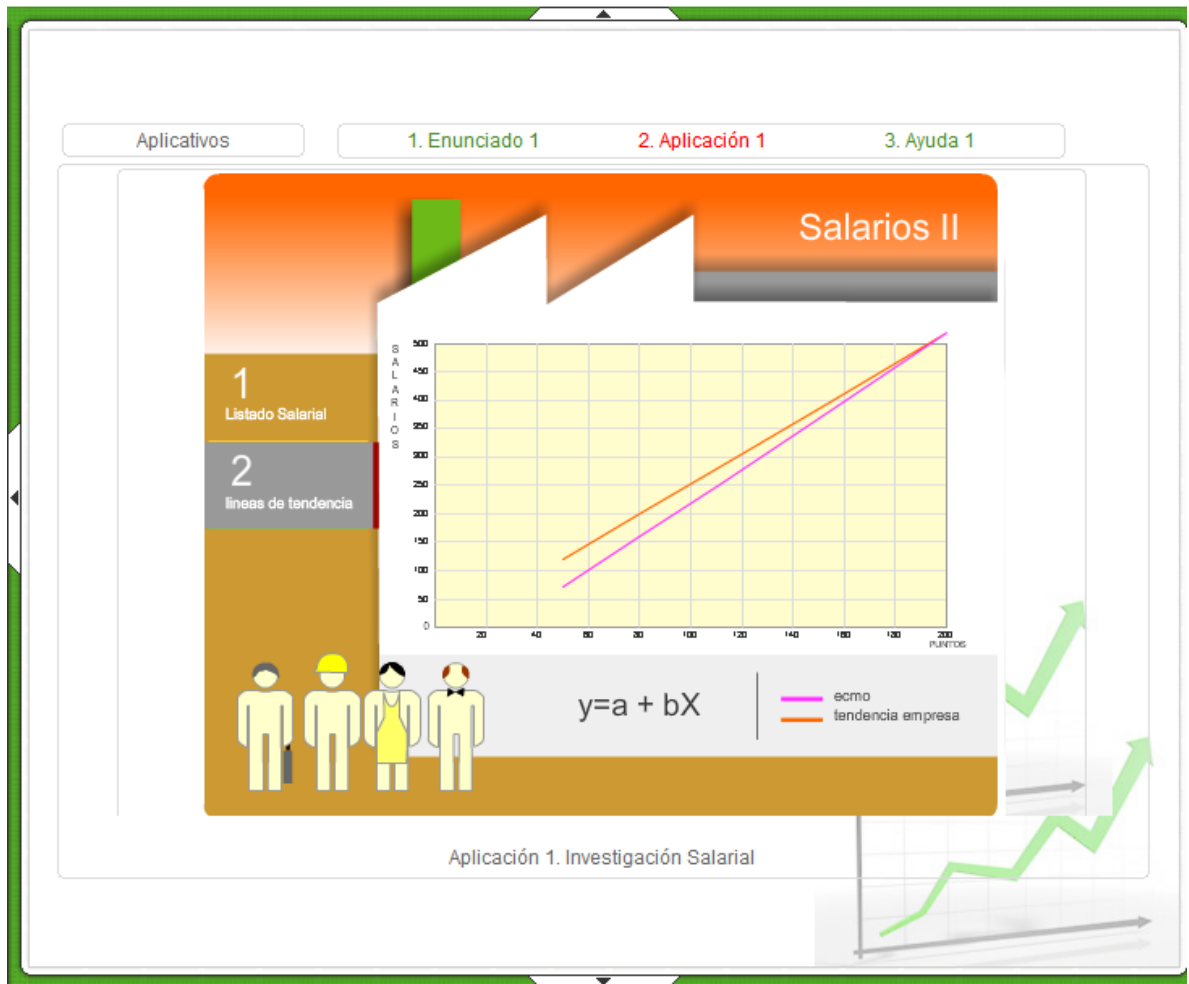 Aplicativos
1. Enunciado 1
2. Aplicación 1
3. Ayuda 1
Salarios II
1
Listado Salarial
2
lineas de tendencia
SALARIOS
500
450
400
350
300
250
200
150
100
50
0
20 40 60 80 100 120 140 160 180 200
PUNTOS
y=a + bX
ecmo
tendencia empresa
Aplicación 1. Investigación Salarial